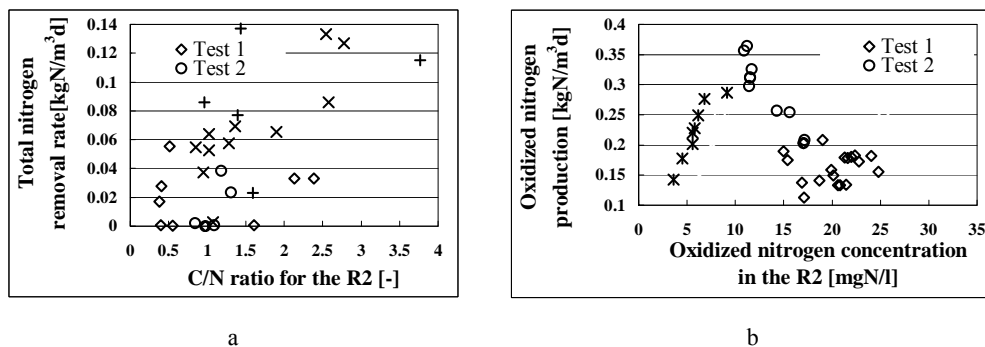 Total nitrogen
removal rate[kgN/m³d]
0.14
0.12
0.1
0.08
0.06
0.04
0.02
0
Test 1
Test 2
0 0.5 1 1.5 2 2.5 3 3.5 4
C/N ratio for the R2 [-]
a
Oxidized nitrogen
production [kgN/m³d]
0.4
0.35
0.3
0.25
0.2
0.15
0.1
Test 1
Test 2
0 5 10 15 20 25 30 35
Oxidized nitrogen concentration
in the R2 [mgN/l]
b